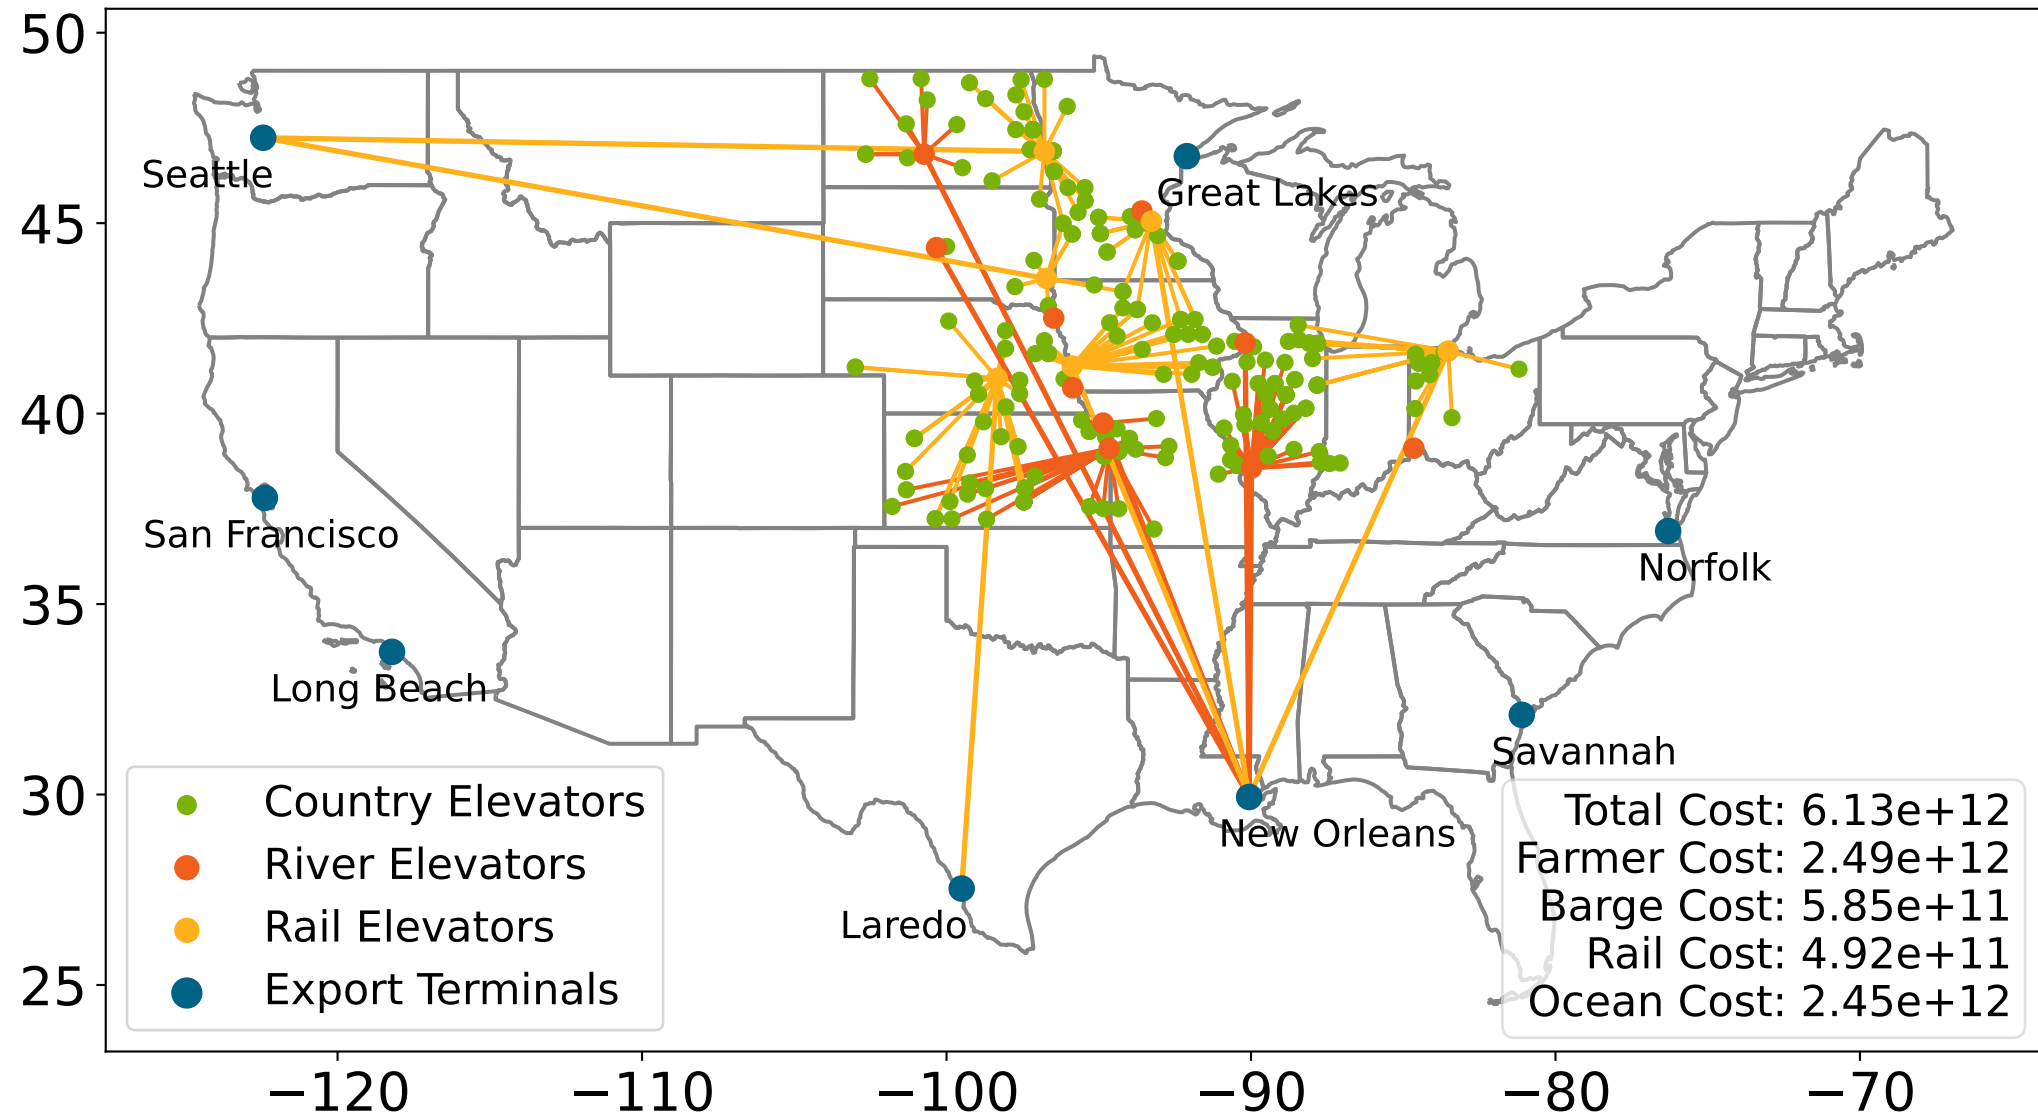 50
45
40
35
30
25
−120
−110
−100
−90
−80
−70
Seattle
Great Lakes
San Francisco
Norfolk
Long Beach
Savannah
New Orleans
Laredo
Country Elevators
River Elevators
Rail Elevators
Export Terminals
Total Cost: 6.13e+12
Farmer Cost: 2.49e+12
Barge Cost: 5.85e+11
Rail Cost: 4.92e+11
Ocean Cost: 2.45e+12